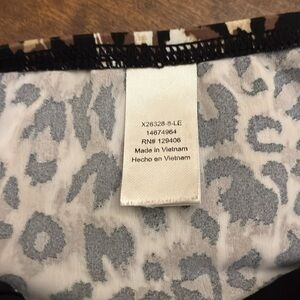 X26328-8-LE
14674964
RN# 129406
Made in Vietnam
Hecho en Vietnam